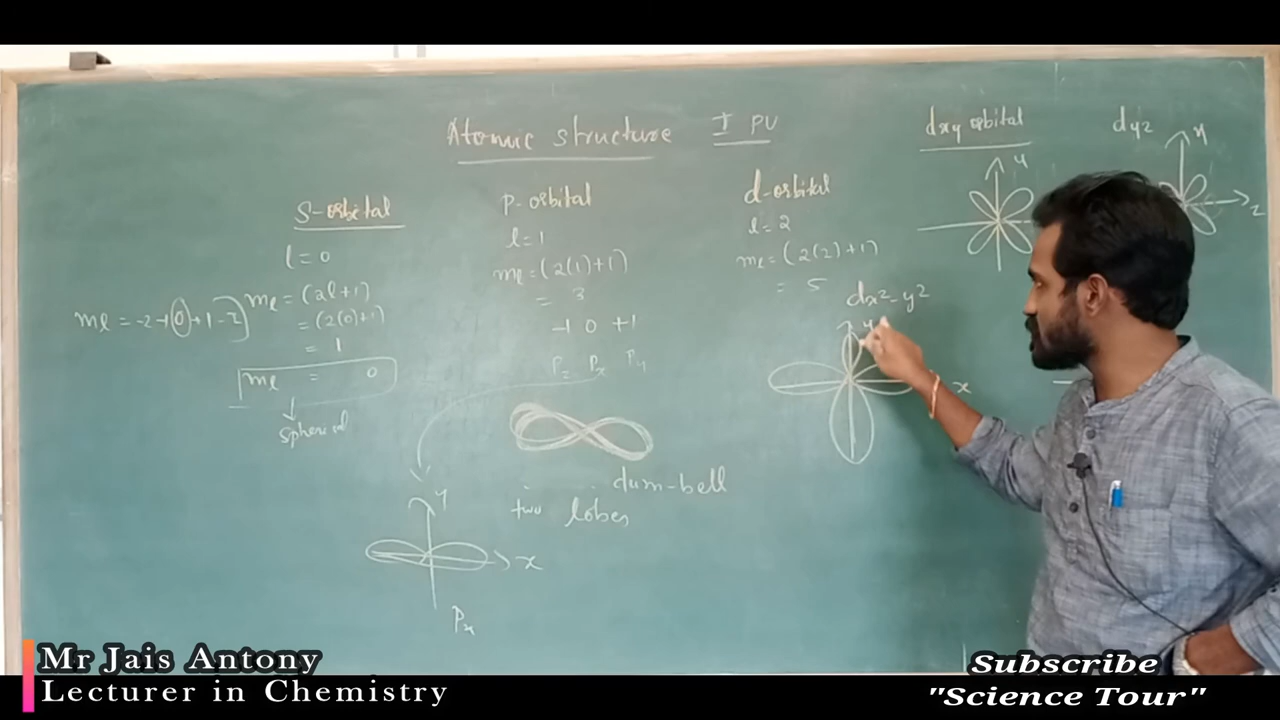 Atomic structure I PU
S-orbital
l = 0
ml = (2l+1)
= (2(0)+1)
= 1
ml = 0
Spherical
ml = -2 -1 0 +1 -2
P-orbital
l = 1
ml = (2(1)+1)
= 3
-1 0 +1
Pz Px Py
dum-bell
two lobes
y
x
Px
d-orbital
l = 2
ml = (2(2)+1)
= 5
dx²-y²
y
x
dxy orbital
y
dyz
y
z
Mr Jais Antony
Lecturer in Chemistry
Subscribe
"Science Tour"